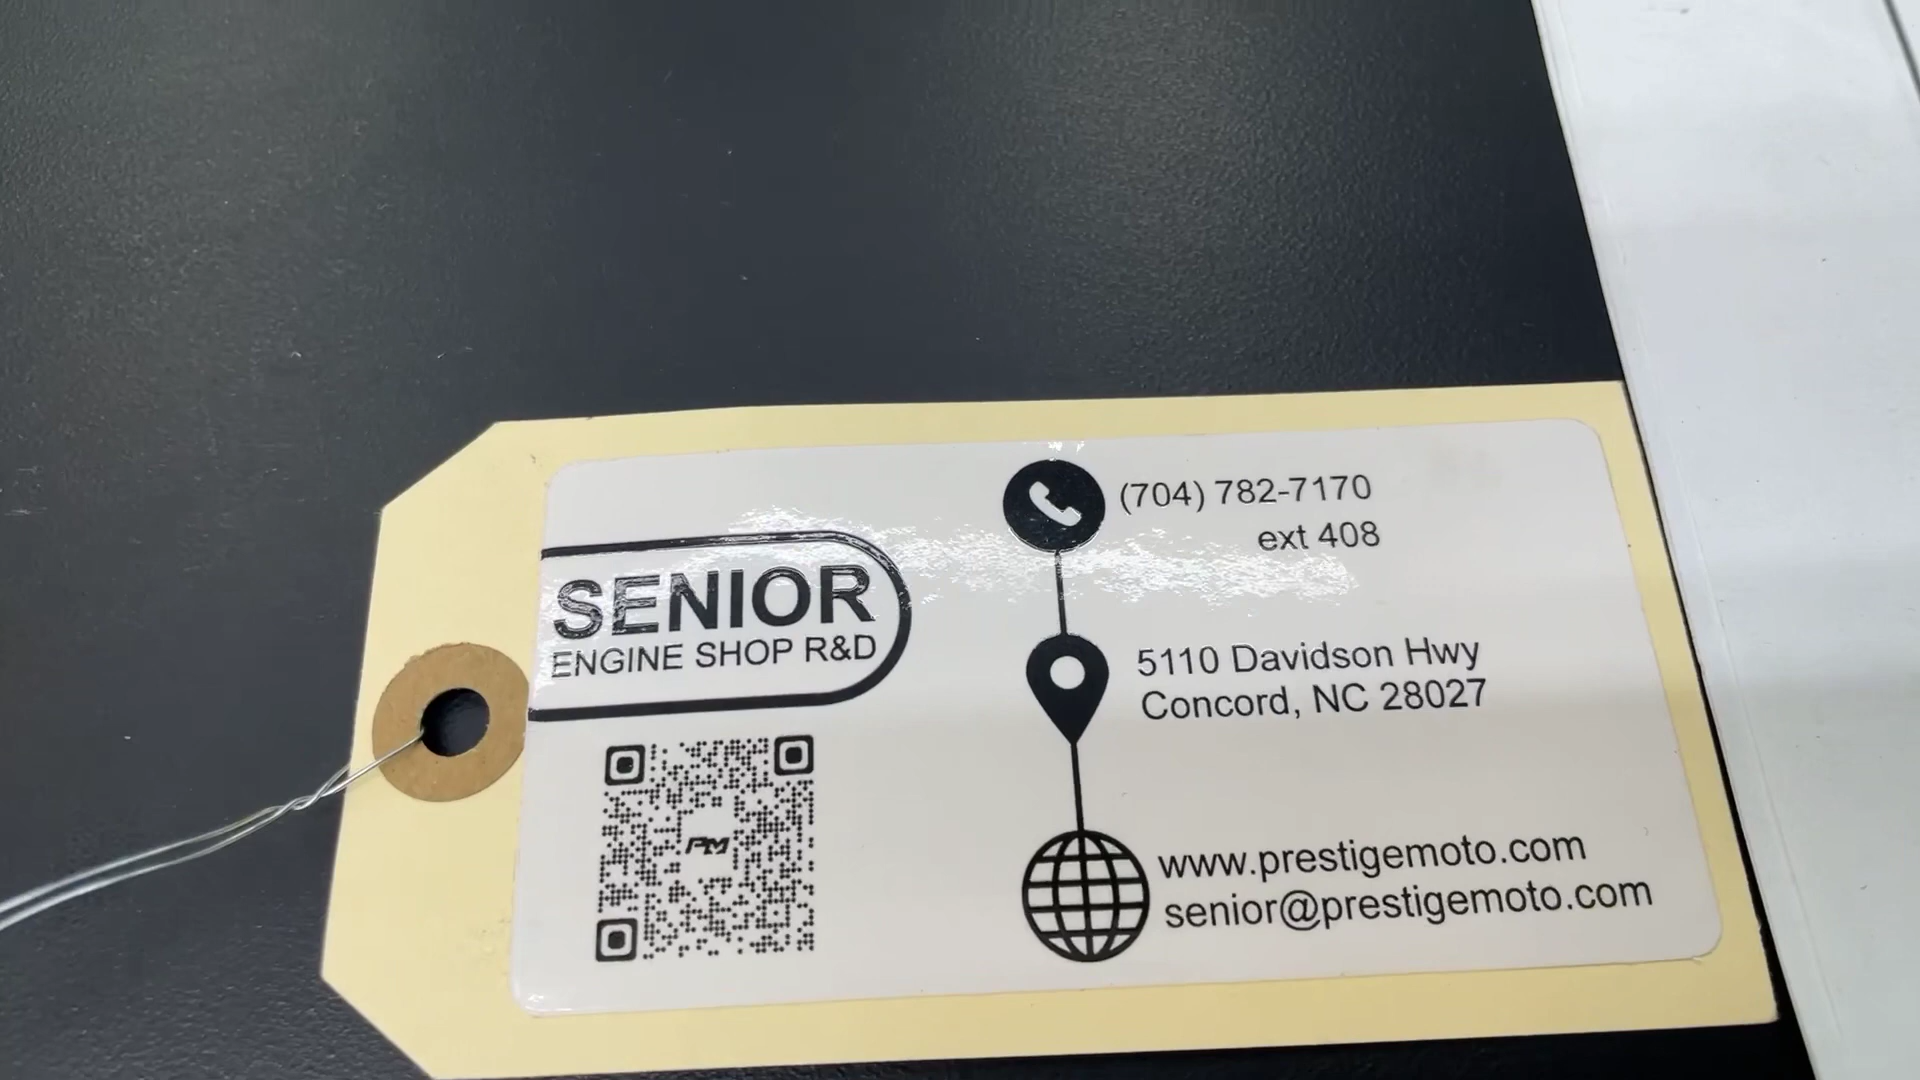 SENIOR
ENGINE SHOP R&D
PM
(704) 782-7170
ext 408
5110 Davidson Hwy
Concord, NC 28027
www.prestigemoto.com
senior@prestigemoto.com